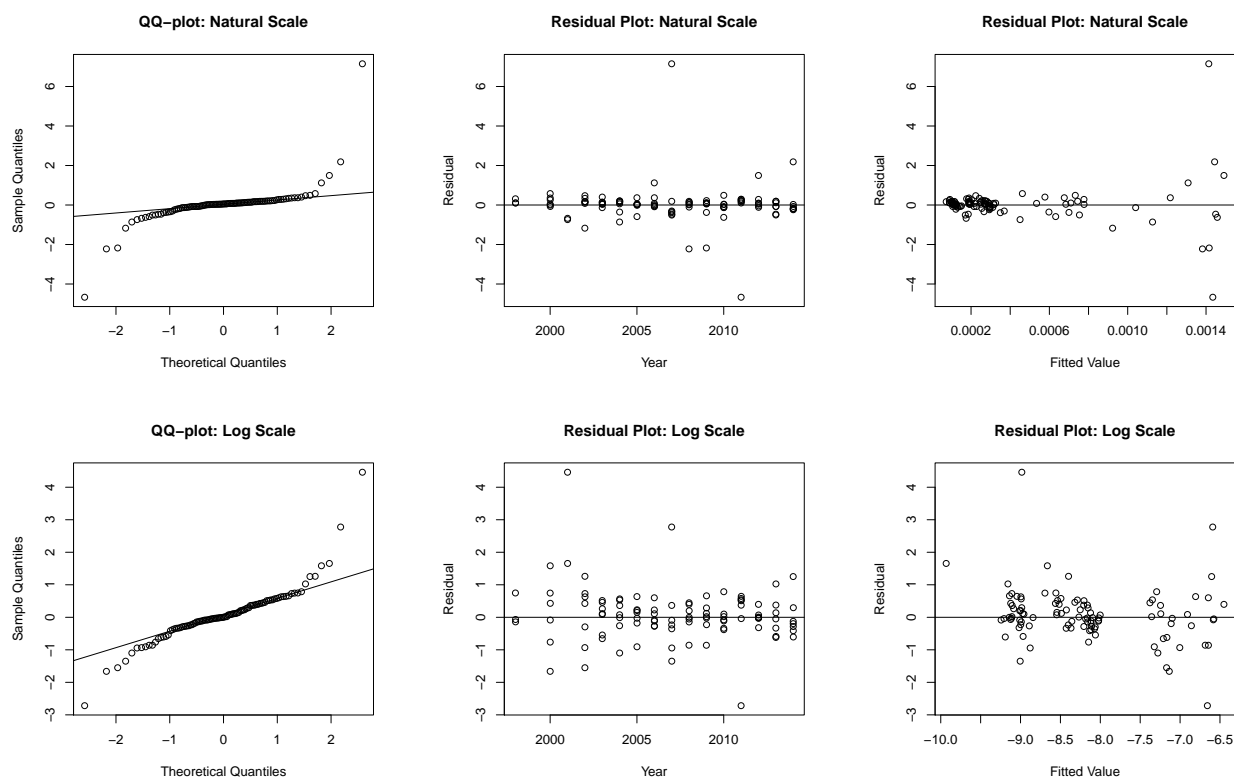 QQ−plot: Natural Scale
Sample Quantiles
6
4
2
0
−2
−4
−2 −1 0 1 2
Theoretical Quantiles
Residual Plot: Natural Scale
Residual
6
4
2
0
−2
−4
2000 2005 2010
Year
Residual Plot: Natural Scale
Residual
6
4
2
0
−2
−4
0.0002 0.0006 0.0010 0.0014
Fitted Value
QQ−plot: Log Scale
Sample Quantiles
4
3
2
1
0
−1
−2
−3
−2 −1 0 1 2
Theoretical Quantiles
Residual Plot: Log Scale
Residual
4
3
2
1
0
−1
−2
−3
2000 2005 2010
Year
Residual Plot: Log Scale
Residual
4
3
2
1
0
−1
−2
−3
−10.0 −9.0 −8.5 −8.0 −7.5 −7.0 −6.5
Fitted Value